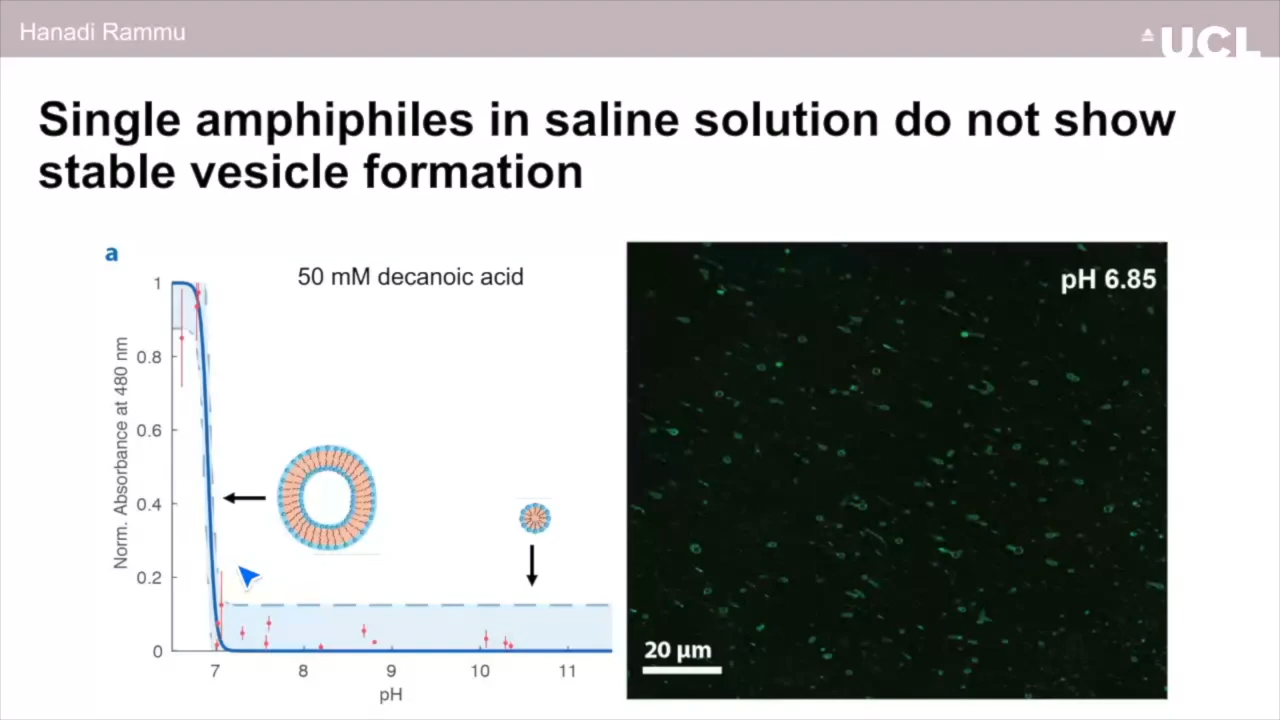 Hanadi Rammu
UCL
Single amphiphiles in saline solution do not show
stable vesicle formation
a
50 mM decanoic acid
Norm. Absorbance at 480 nm
1
0.8
0.6
0.4
0.2
0
7 8 9 10 11
pH
pH 6.85
20 µm